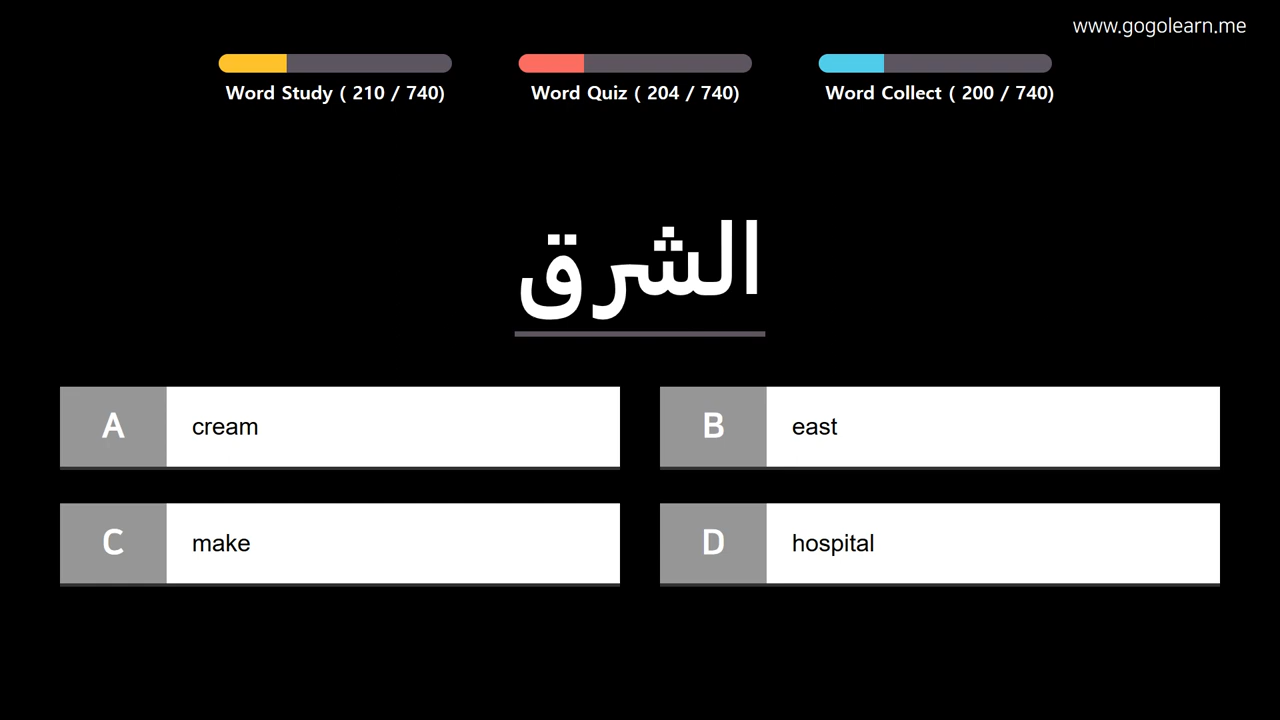 www.gogolearn.me
Word Study ( 210 / 740)
Word Quiz ( 204 / 740)
Word Collect ( 200 / 740)
الشرق
A cream
B east
C make
D hospital